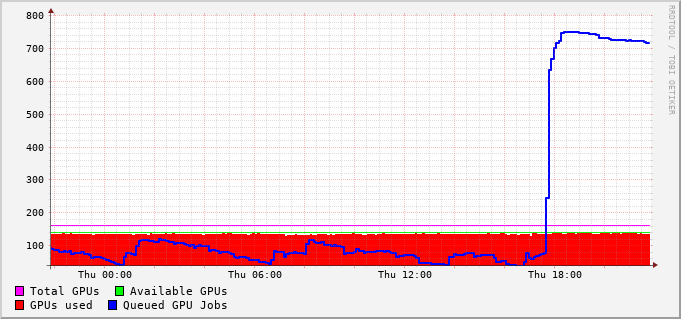 800
700
600
500
400
300
200
100
Thu 00:00 Thu 06:00 Thu 12:00 Thu 18:00
Total GPUs Available GPUs
GPUs used Queued GPU Jobs
RRDTOOL / TOBI OETIKER